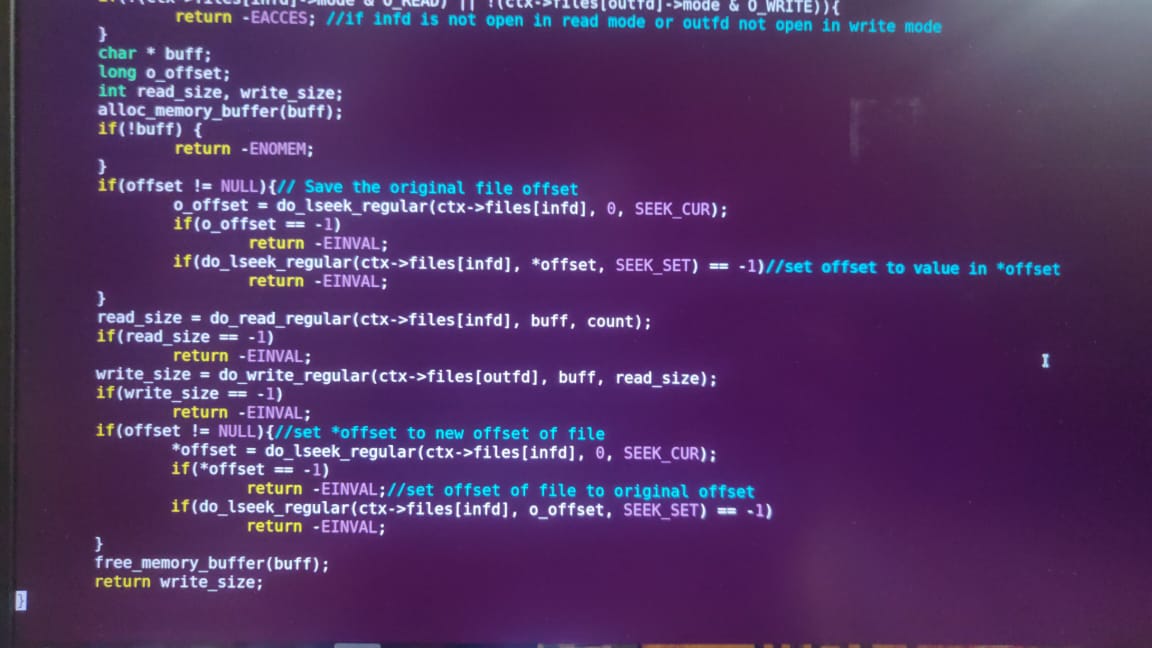 if(!(ctx->files[infd]->mode & O_READ) || !(ctx->files[outfd]->mode & O_WRITE)){
return -EACCES; //if infd is not open in read mode or outfd not open in write mode
}
char * buff;
long o_offset;
int read_size, write_size;
alloc_memory_buffer(buff);
if(!buff) {
return -ENOMEM;
}
if(offset != NULL){// Save the original file offset
o_offset = do_lseek_regular(ctx->files[infd], 0, SEEK_CUR);
if(o_offset == -1)
return -EINVAL;
if(do_lseek_regular(ctx->files[infd], *offset, SEEK_SET) == -1)//set offset to value in *offset
return -EINVAL;
}
read_size = do_read_regular(ctx->files[infd], buff, count);
if(read_size == -1)
return -EINVAL;
write_size = do_write_regular(ctx->files[outfd], buff, read_size);
if(write_size == -1)
return -EINVAL;
if(offset != NULL){//set *offset to new offset of file
*offset = do_lseek_regular(ctx->files[infd], 0, SEEK_CUR);
if(*offset == -1)
return -EINVAL;//set offset of file to original offset
if(do_lseek_regular(ctx->files[infd], o_offset, SEEK_SET) == -1)
return -EINVAL;
}
free_memory_buffer(buff);
return write_size;
}